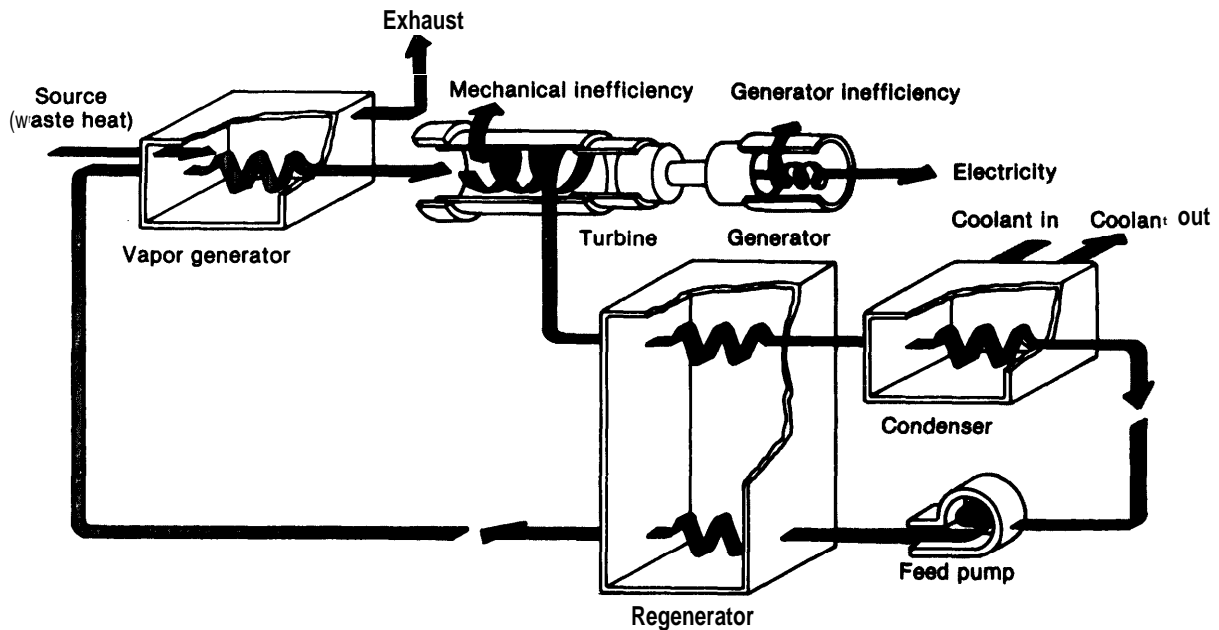 Exhaust
Source
(waste heat)
Mechanical inefficiency
Generator inefficiency
Electricity
Vapor generator
Turbine
Generator
Coolant in
Coolant out
Condenser
Feed pump
Regenerator